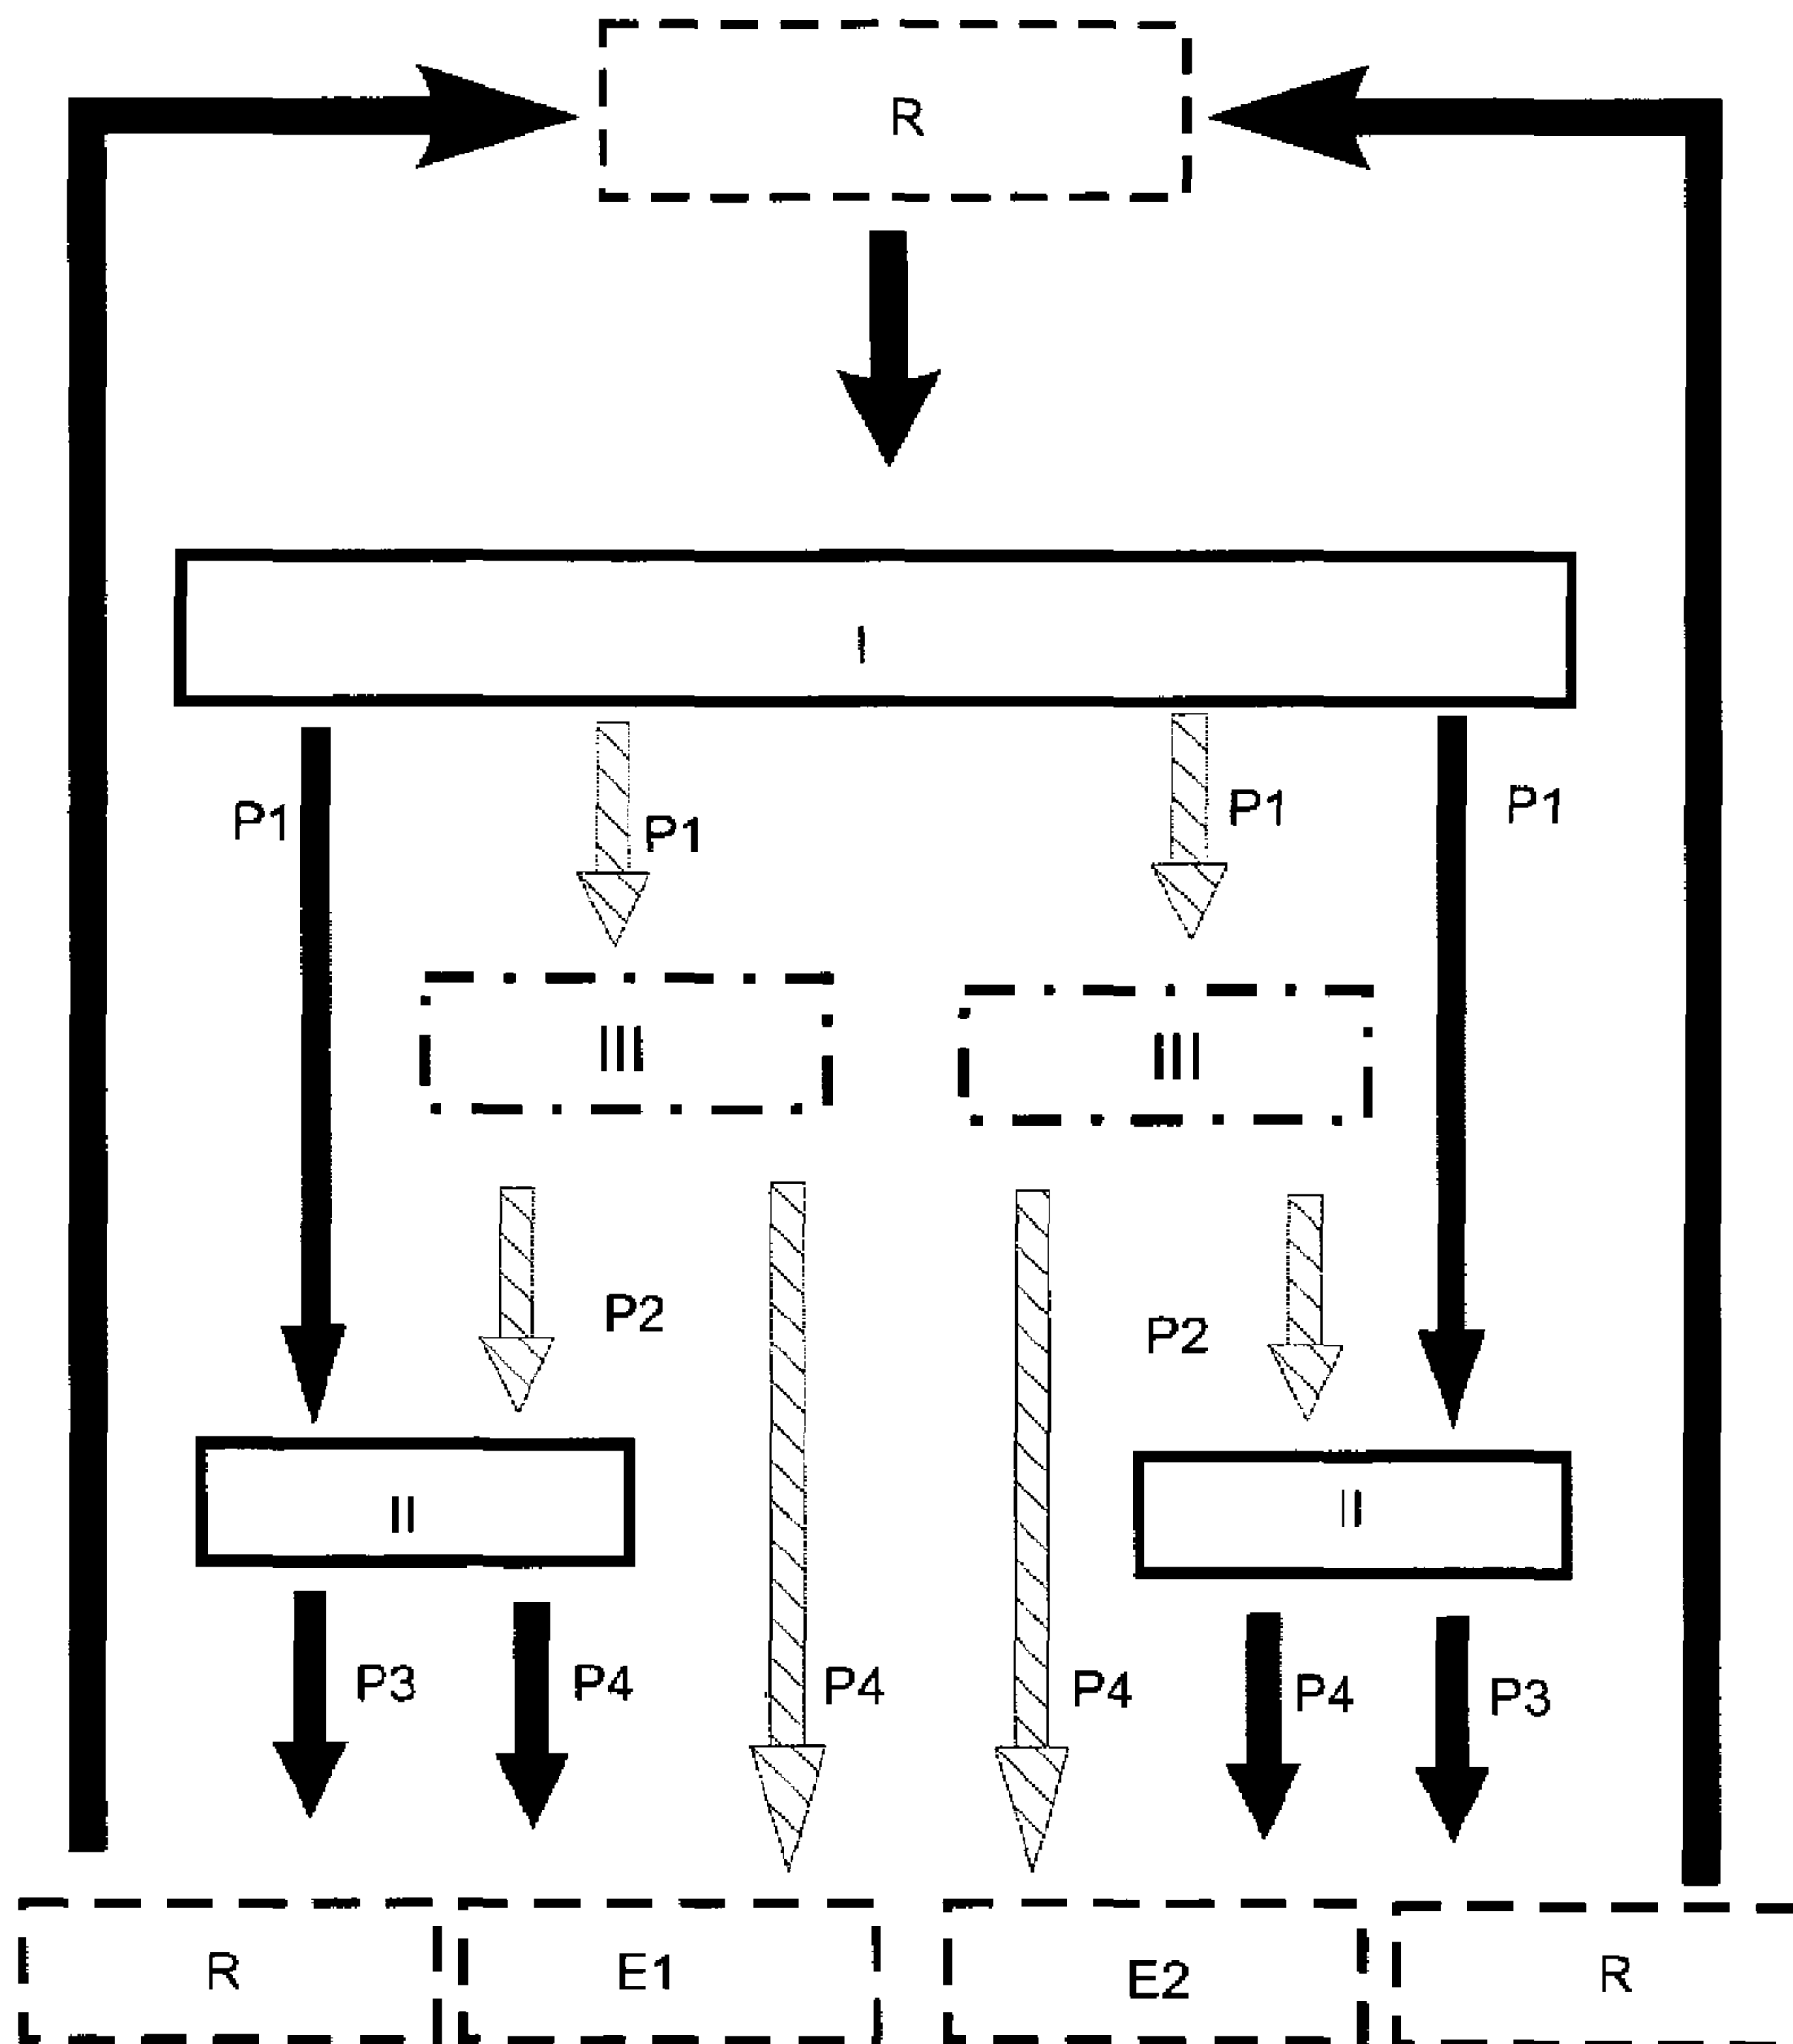 R
I
P1 P1 P1 P1
III III
P2 P2
II II
P3 P4 P4 P4 P4 P3
R E1 E2 R